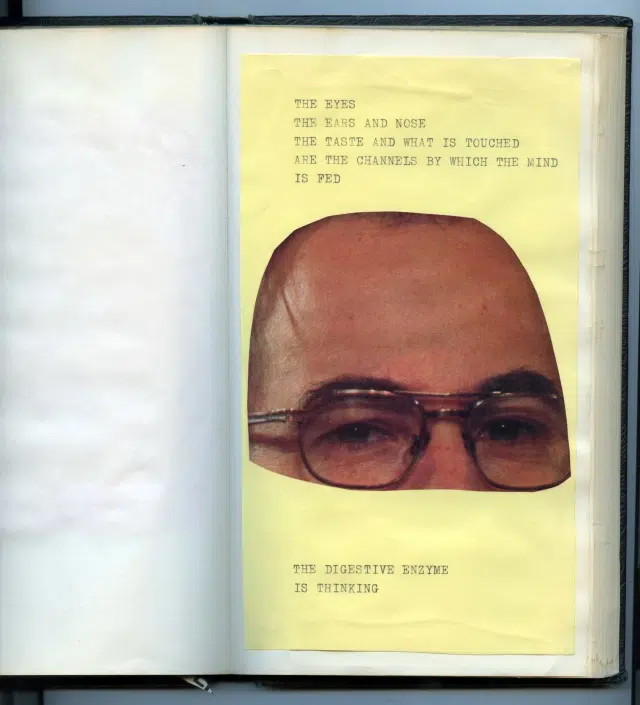 THE EYES
THE EARS AND NOSE
THE TASTE AND WHAT IS TOUCHED
ARE THE CHANNELS BY WHICH THE MIND
IS FED
THE DIGESTIVE ENZYME
IS THINKING